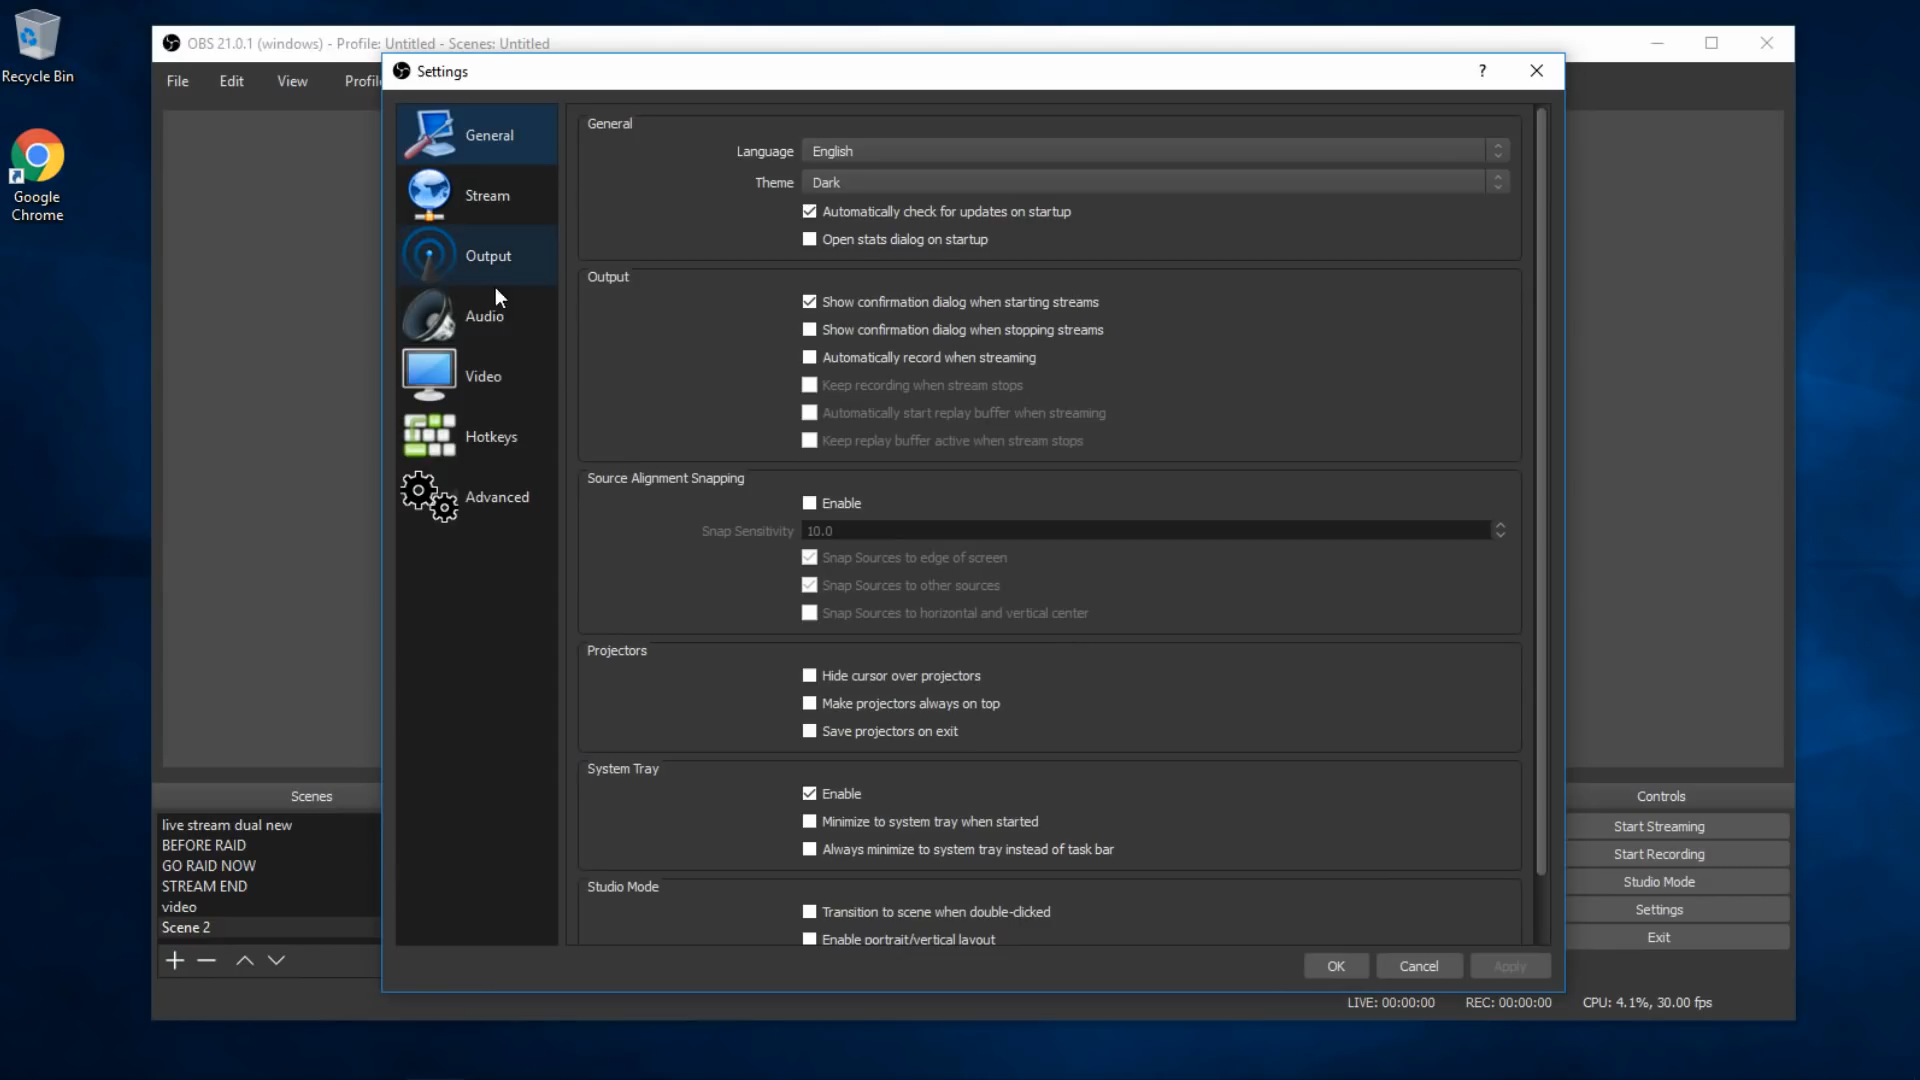 Recycle Bin
Google
Chrome
OBS 21.0.1 (windows) - Profile: Untitled - Scenes: Untitled
File Edit View Profil
Settings
?
General
Stream
Output
Audio
Video
Hotkeys
Advanced
General
Language English
Theme Dark
Automatically check for updates on startup
Open stats dialog on startup
Output
Show confirmation dialog when starting streams
Show confirmation dialog when stopping streams
Automatically record when streaming
Keep recording when stream stops
Automatically start replay buffer when streaming
Keep replay buffer active when stream stops
Source Alignment Snapping
Enable
Snap Sensitivity 10.0
Snap Sources to edge of screen
Snap Sources to other sources
Snap Sources to horizontal and vertical center
Projectors
Hide cursor over projectors
Make projectors always on top
Save projectors on exit
System Tray
Enable
Minimize to system tray when started
Always minimize to system tray instead of task bar
Studio Mode
Transition to scene when double-clicked
Enable portrait/vertical layout
OK Cancel Apply
Scenes
live stream dual new
BEFORE RAID
GO RAID NOW
STREAM END
video
Scene 2
Controls
Start Streaming
Start Recording
Studio Mode
Settings
Exit
LIVE: 00:00:00 REC: 00:00:00 CPU: 4.1%, 30.00 fps